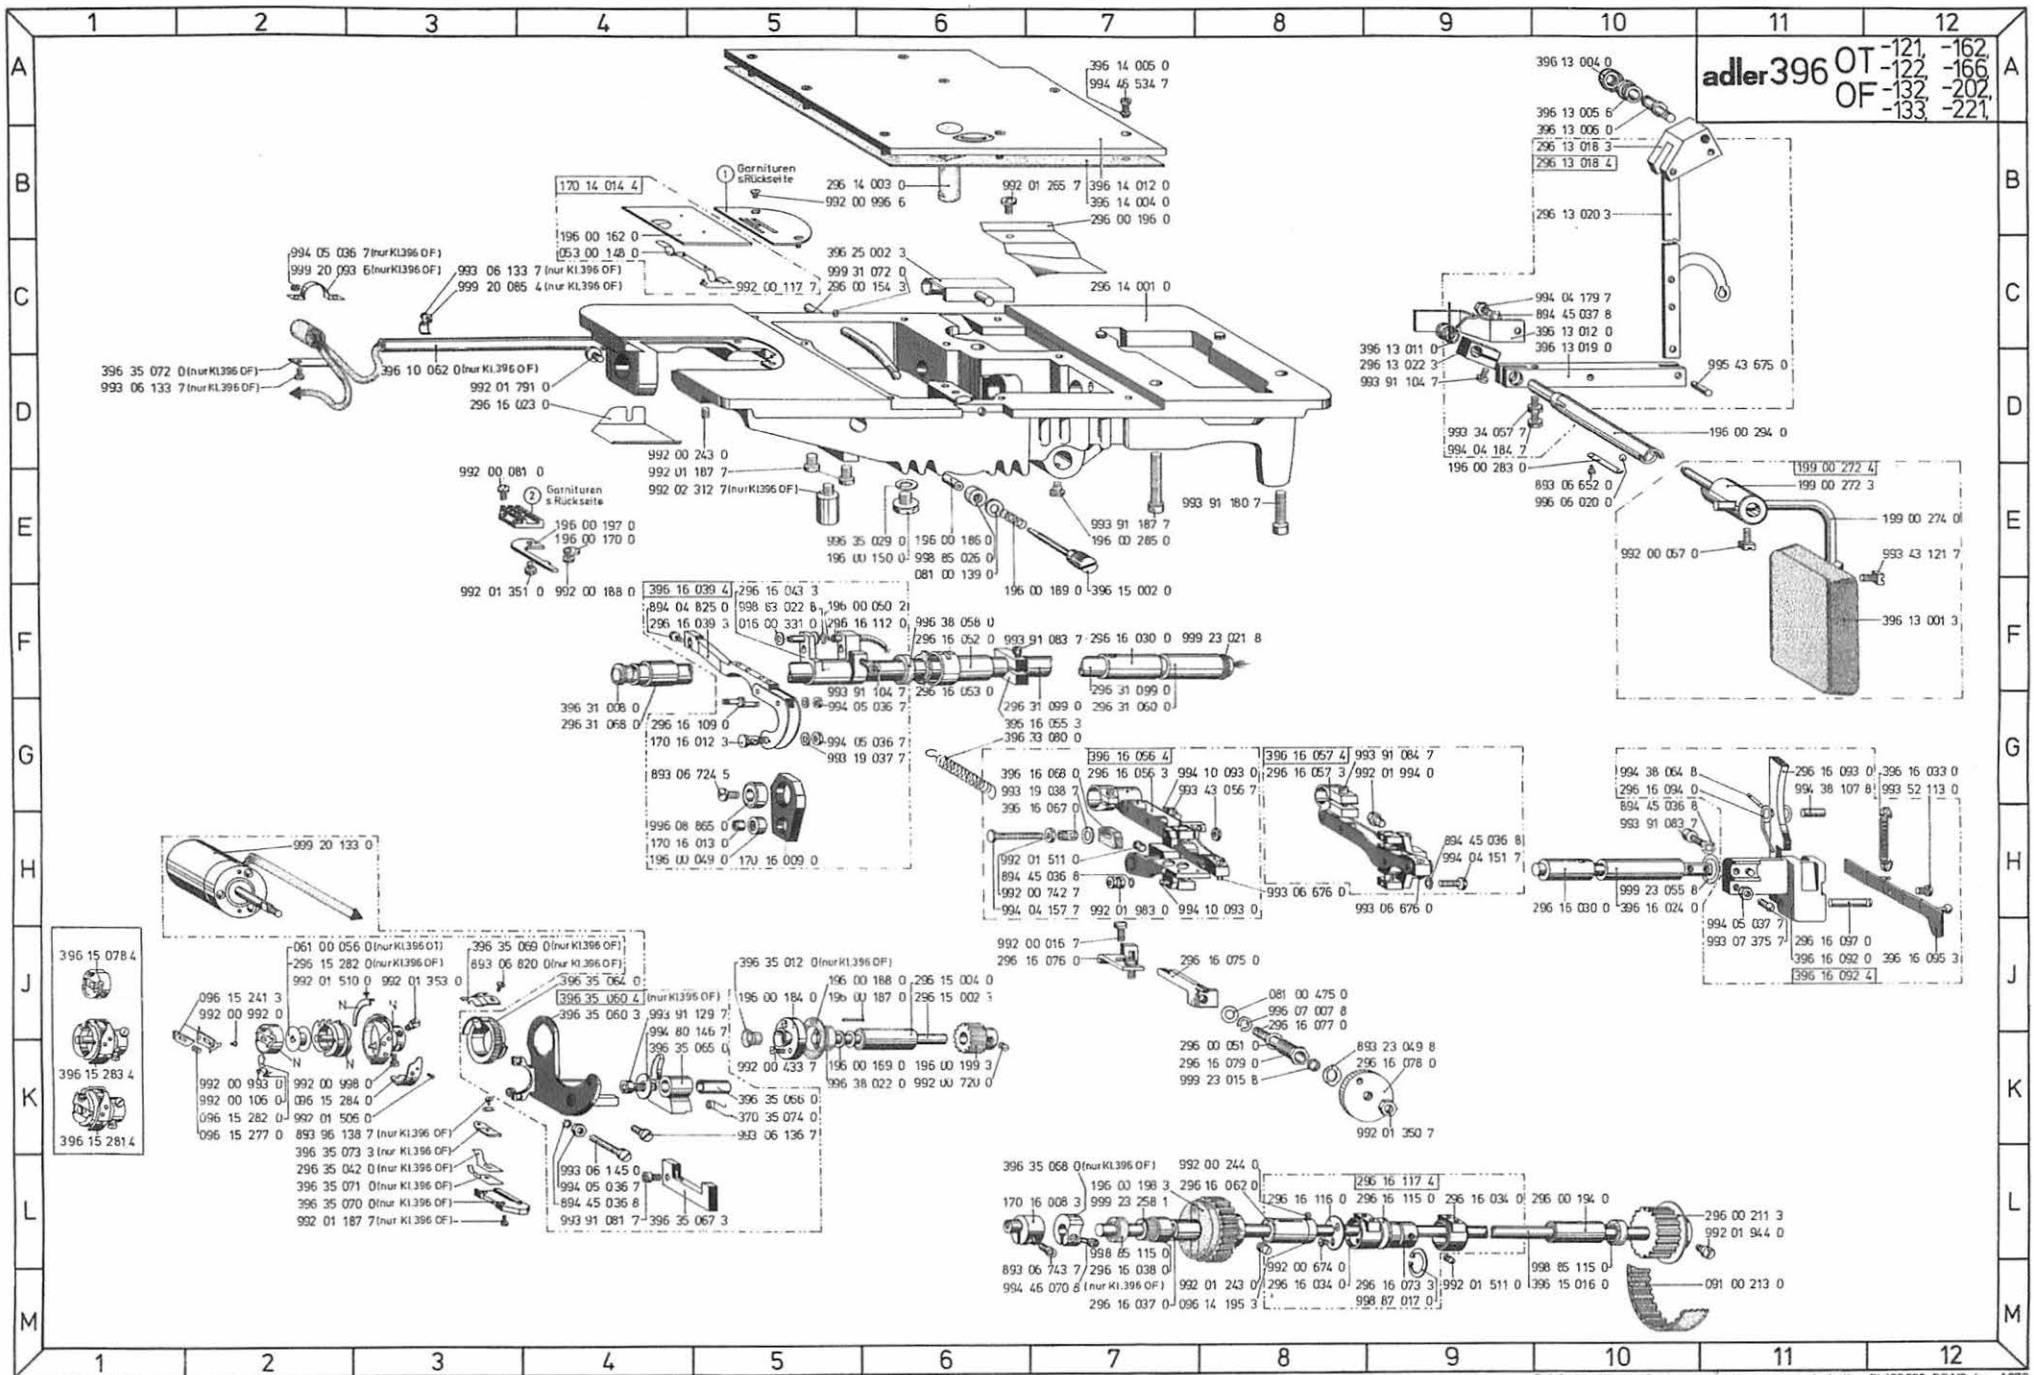 1 2 3 4 5 6 7 8 9 10 11 12
A
B
C
D
E
F
G
H
J
K
L
M
adler 396 OT -121, -162,
-122, -166,
OF -132, -202,
-133, -221,
396 14 005 0
994 46 534 7
396 13 004 0
396 13 005 6
396 13 006 0
296 13 018 3
296 13 018 4
296 13 020 3
1 Garnituren
s.Rückseite
170 14 014 4
296 14 003 0
992 00 996 6
992 01 265 7
396 14 012 0
396 14 004 0
296 00 196 0
196 00 162 0
053 00 148 0
992 00 117 7
396 25 002 3
999 31 072 0
296 00 154 3
296 14 001 0
994 05 036 7 (nur Kl.396 OF)
999 20 093 6 (nur Kl.396 OF)
993 06 133 7 (nur Kl.396 OF)
999 20 085 4 (nur Kl.396 OF)
994 04 179 7
894 45 037 8
396 13 012 0
396 13 019 0
396 13 011 0
296 13 022 3
993 91 104 7
995 43 675 0
396 35 072 0 (nur Kl.396 OF)
993 06 133 7 (nur Kl.396 OF)
396 10 062 0 (nur Kl.396 OF)
992 01 791 0
296 16 023 0
992 00 243 0
992 01 187 7
992 02 312 7 (nur Kl.396 OF)
993 34 057 7
994 04 184 7
196 00 294 0
196 00 283 0
893 06 652 0
996 06 020 0
199 00 272 4
199 00 272 3
199 00 274 0
992 00 057 0
993 43 121 7
396 13 001 3
992 00 081 0
2 Garnituren
s.Rückseite
196 00 197 0
196 00 170 0
992 01 351 0
992 00 188 0
996 35 029 0
196 00 150 0
196 00 186 0
998 85 026 0
081 00 139 0
993 91 187 7
196 00 285 0
993 91 180 7
196 00 189 0
396 15 002 0
396 16 039 4
296 16 043 3
894 04 825 0
998 63 022 8
196 00 050 2
296 16 039 3
016 00 331 0
296 16 112 0
996 38 058 0
296 16 052 0
993 91 083 7
296 16 030 0
999 23 021 8
993 91 104 7
296 16 053 0
994 05 036 7
296 31 099 0
296 31 060 0
396 31 008 0
296 31 068 0
296 16 109 0
170 16 012 3
994 05 036 7
993 19 037 7
296 31 099 0
396 16 055 3
396 33 080 0
893 06 724 5
996 08 865 0
170 16 013 0
196 00 049 0
170 16 009 0
396 16 056 4
396 16 068 0
296 16 056 3
994 10 093 0
993 19 038 7
993 43 056 7
396 16 067 0
992 01 511 0
894 45 036 8
992 00 742 7
994 04 157 7
992 01 983 0
994 10 093 0
993 06 676 0
396 16 057 4
993 91 084 7
296 16 057 3
992 01 994 0
894 45 036 8
994 04 151 7
993 06 676 0
994 38 064 8
296 16 094 0
894 45 036 8
993 91 083 7
296 16 093 0
994 38 107 8
396 16 033 0
993 52 113 0
999 23 055 8
296 16 030 0
396 16 024 0
994 05 037 7
993 07 375 7
296 16 097 0
396 16 092 0
396 16 092 4
396 16 095 3
999 20 133 0
396 15 078 4
396 15 283 4
396 15 281 4
061 00 056 0 (nur Kl.396 OT)
296 15 282 0 (nur Kl.396 OF)
992 01 510 0
992 01 353 0
096 15 241 3
992 00 992 0
N
N
N
N
992 00 993 0
992 00 106 0
096 15 282 0
096 15 277 0
992 00 998 0
096 15 284 0
992 01 506 0
893 96 138 7 (nur Kl.396 OF)
396 35 073 3 (nur Kl.396 OF)
296 35 042 0 (nur Kl.396 OF)
396 35 071 0 (nur Kl.396 OF)
396 35 070 0 (nur Kl.396 OF)
992 01 187 7 (nur Kl.396 OF)
396 35 069 0 (nur Kl.396 OF)
893 06 820 0 (nur Kl.396 OF)
396 35 064 0
396 35 060 4 (nur Kl.396 OF)
396 35 060 3
993 91 129 7
994 80 146 7
396 35 065 0
396 35 066 0
370 35 074 0
993 06 136 7
993 06 145 0
994 05 036 7
894 45 036 8
993 91 081 7
396 35 067 3
396 35 012 0 (nur Kl.396 OF)
196 00 184 0
196 00 188 0
196 00 187 0
296 15 004 0
296 15 002 3
992 00 433 7
196 00 169 0
196 00 199 3
996 38 022 0
992 00 720 0
992 00 016 7
296 16 076 0
296 16 075 0
081 00 475 0
996 07 007 8
296 16 077 0
296 00 051 0
296 16 079 0
999 23 015 8
893 23 049 8
296 16 078 0
992 01 350 7
396 35 068 0 (nur Kl.396 OF)
992 00 244 0
196 00 198 3
296 16 062 0
170 16 008 3
999 23 258 1
296 16 117 4
296 16 116 0
296 16 115 0
296 16 034 0
296 00 194 0
296 00 211 3
992 01 944 0
998 85 115 0
893 06 743 7
296 16 038 0
994 46 070 8 (nur Kl.396 OF)
992 01 243 0
992 00 674 0
296 16 034 0
296 16 073 3
992 01 511 0
998 85 115 0
396 15 016 0
091 00 213 0
296 16 037 0
096 14 195 3
998 87 017 0
A
B
C
D
E
F
G
H
J
K
L
M
1 2 3 4 5 6 7 8 9 10 11 12